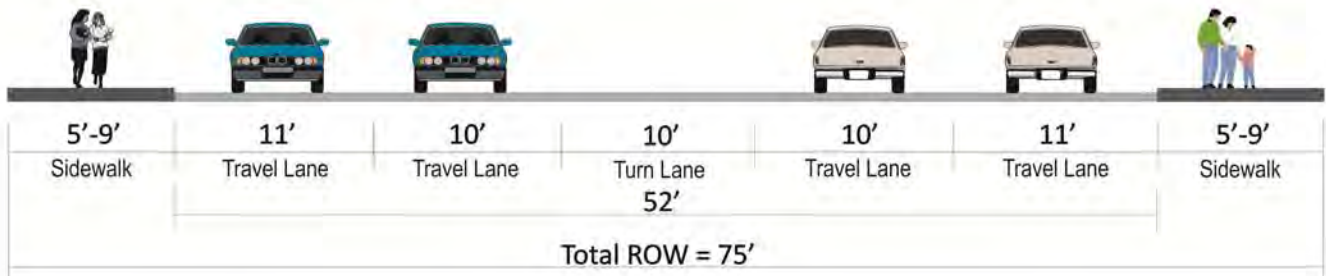 5’-9’ 11’ 10’ 10’ 10’ 11’ 5’-9’
Sidewalk Travel Lane Travel Lane Turn Lane Travel Lane Travel Lane Sidewalk
52’
Total ROW = 75’